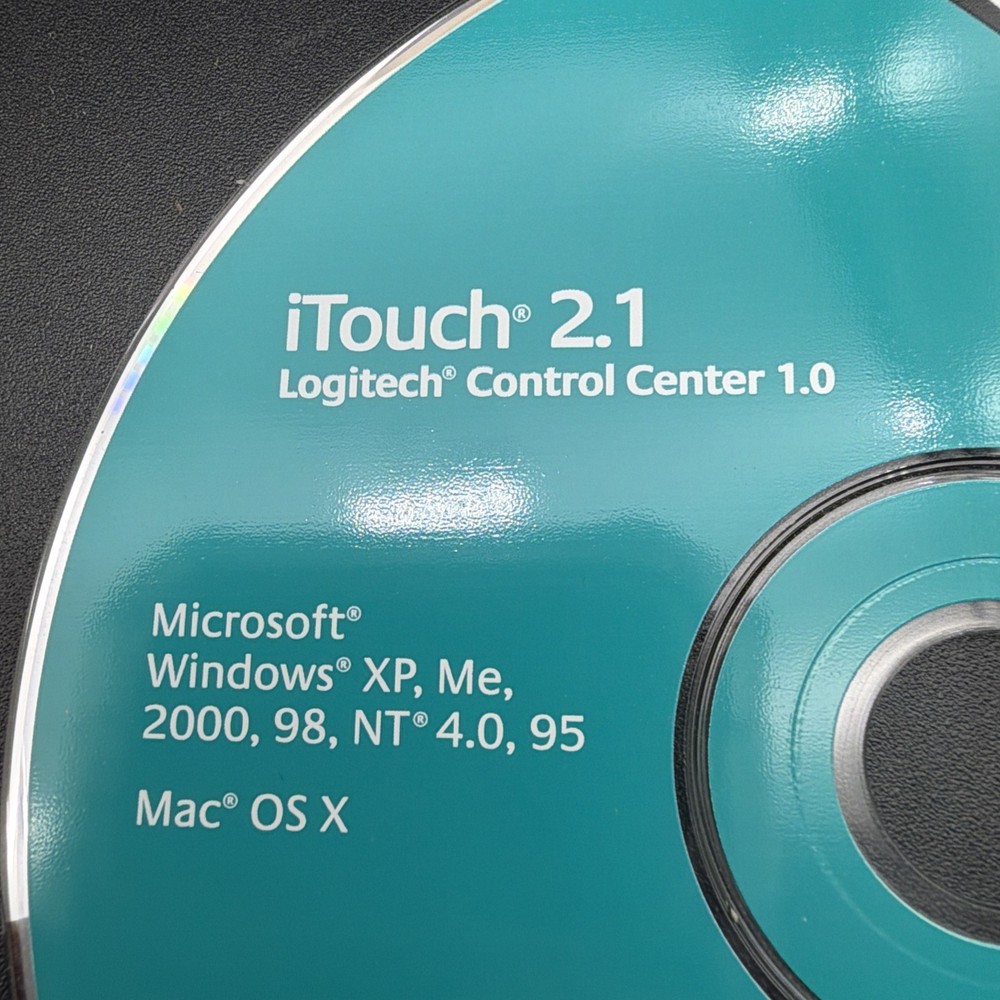 iTouch® 2.1
Logitech® Control Center 1.0
Microsoft®
Windows® XP, Me,
2000, 98, NT® 4.0, 95
Mac® OS X